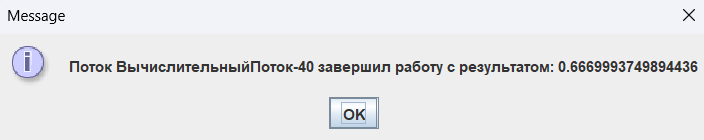 Message
Поток ВычислительныйПоток-40 завершил работу с результатом: 0.6669993749894436
OK